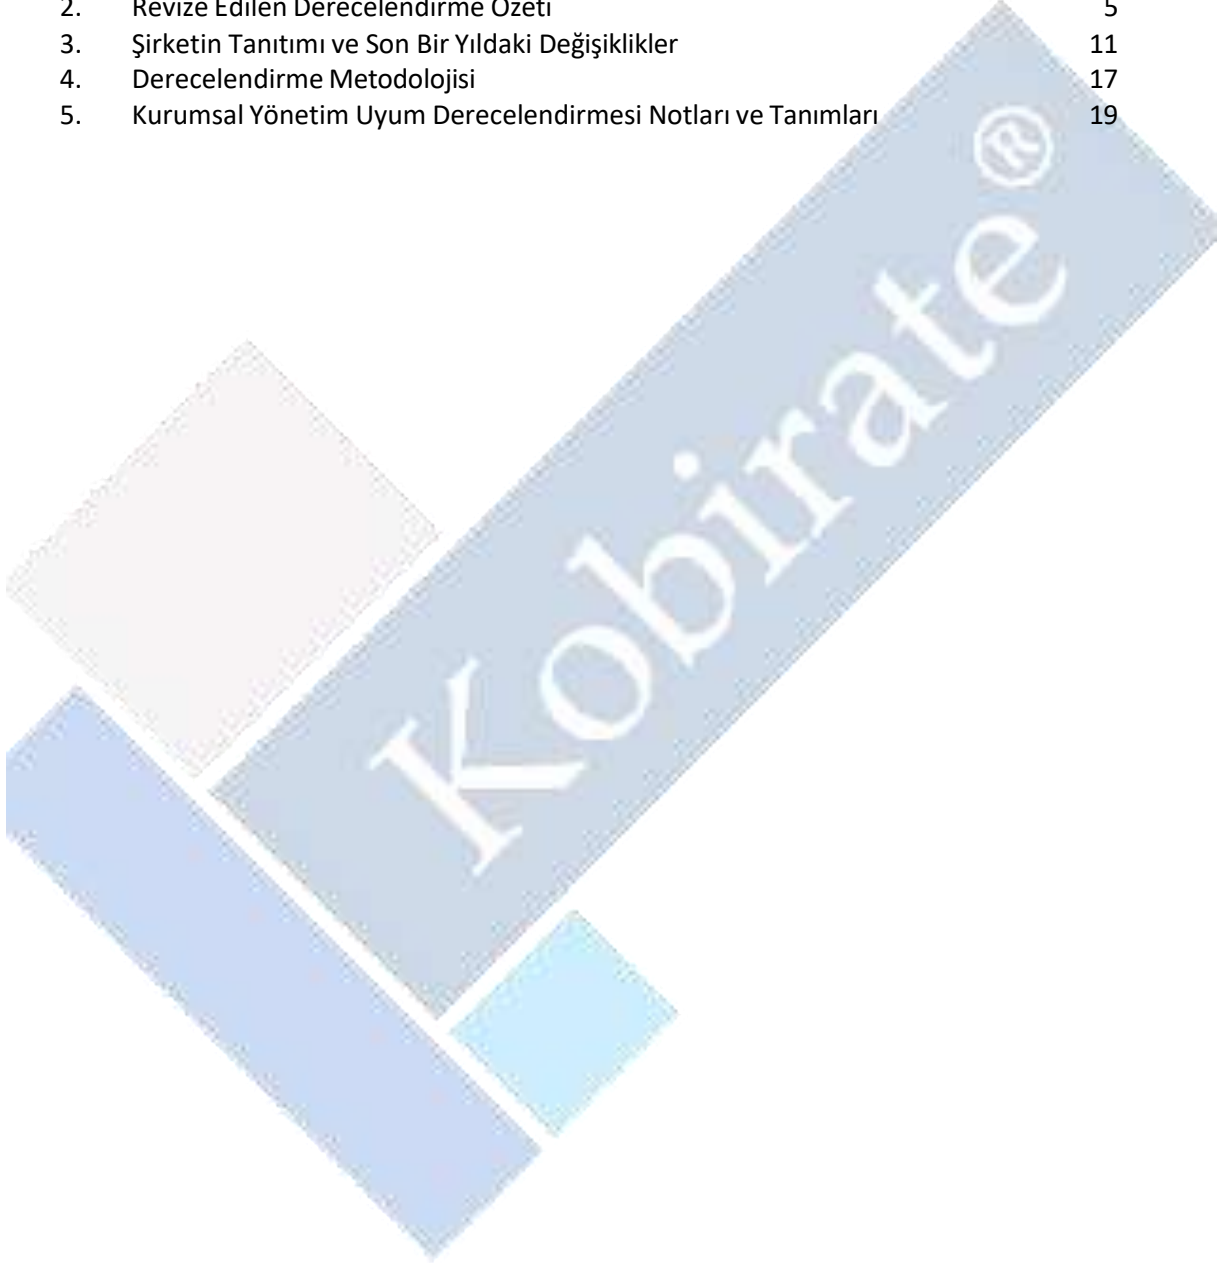 2. Revize Edilen Derecelendirme Özeti 5
3. Şirketin Tanıtımı ve Son Bir Yıldaki Değişiklikler 11
4. Derecelendirme Metodolojisi 17
5. Kurumsal Yönetim Uyum Derecelendirmesi Notları ve Tanımları 19
Kobirate ®